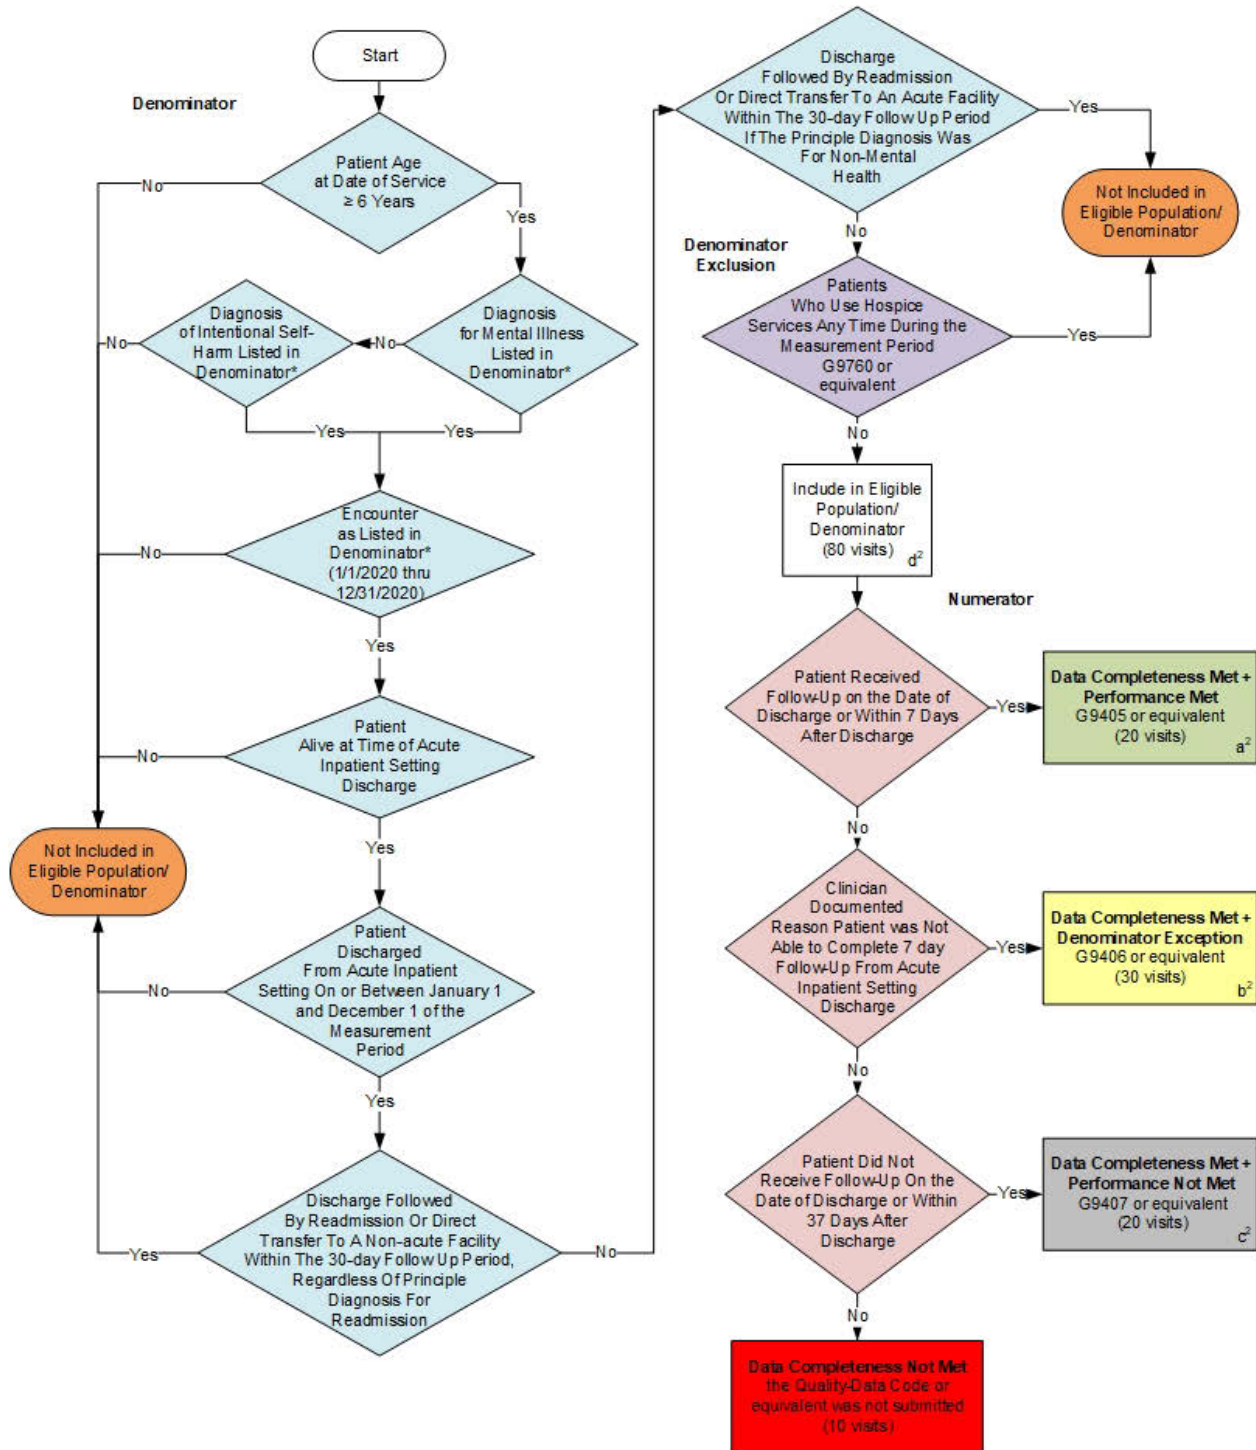 Start
Denominator
Patient Age
at Date of Service
≥ 6 Years
No
Yes
Diagnosis
for Mental Illness
Listed in
Denominator*
No
Diagnosis
of Intentional Self-
Harm Listed in
Denominator*
No
Yes
Yes
Encounter
as Listed in
Denominator*
(1/1/2020 thru
12/31/2020)
No
Yes
Patient
Alive at Time of Acute
Inpatient Setting
Discharge
No
Yes
Not Included in
Eligible Population/
Denominator
Patient
Discharged
From Acute Inpatient
Setting On or Between January 1
and December 1 of the
Measurement
Period
No
Yes
Discharge Followed
By Readmission Or Direct
Transfer To A Non-acute Facility
Within The 30-day Follow Up Period,
Regardless Of Principle
Diagnosis For
Readmission
Yes
No
Discharge
Followed By Readmission
Or Direct Transfer To An Acute Facility
Within The 30-day Follow Up Period
If The Principle Diagnosis Was
For Non-Mental
Health
Yes
No
Not Included in
Eligible Population/
Denominator
Denominator
Exclusion
Patients
Who Use Hospice
Services Any Time During the
Measurement Period
G9760 or
equivalent
Yes
No
Include in Eligible
Population/
Denominator
(80 visits)
d²
Numerator
Patient Received
Follow-Up on the Date of
Discharge or Within 7 Days
After Discharge
Yes
Data Completeness Met +
Performance Met
G9405 or equivalent
(20 visits)
a²
No
Clinician
Documented
Reason Patient was Not
Able to Complete 7 day
Follow-Up From Acute
Inpatient Setting
Discharge
Yes
Data Completeness Met +
Denominator Exception
G9406 or equivalent
(30 visits)
b²
No
Patient Did Not
Receive Follow-Up On the
Date of Discharge or Within
37 Days After
Discharge
Yes
Data Completeness Met +
Performance Not Met
G9407 or equivalent
(20 visits)
c²
No
Data Completeness Not Met
the Quality-Data Code or
equivalent was not submitted
(10 visits)